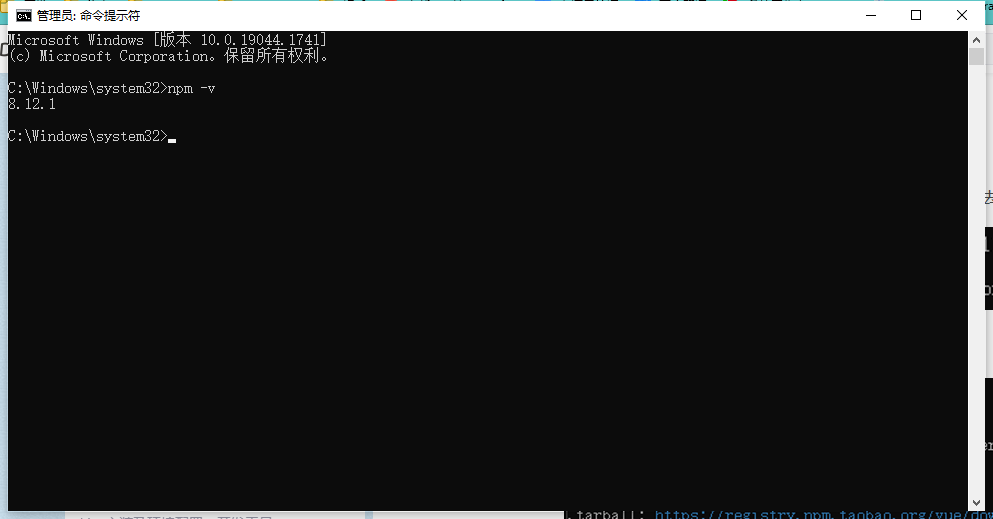 管理员: 命令提示符
Microsoft Windows [版本 10.0.19044.1741]
(c) Microsoft Corporation。保留所有权利。
C:\Windows\system32>npm -v
8.12.1
C:\Windows\system32>
.tarball: https://registry.npm.taobao.org/vue/dow